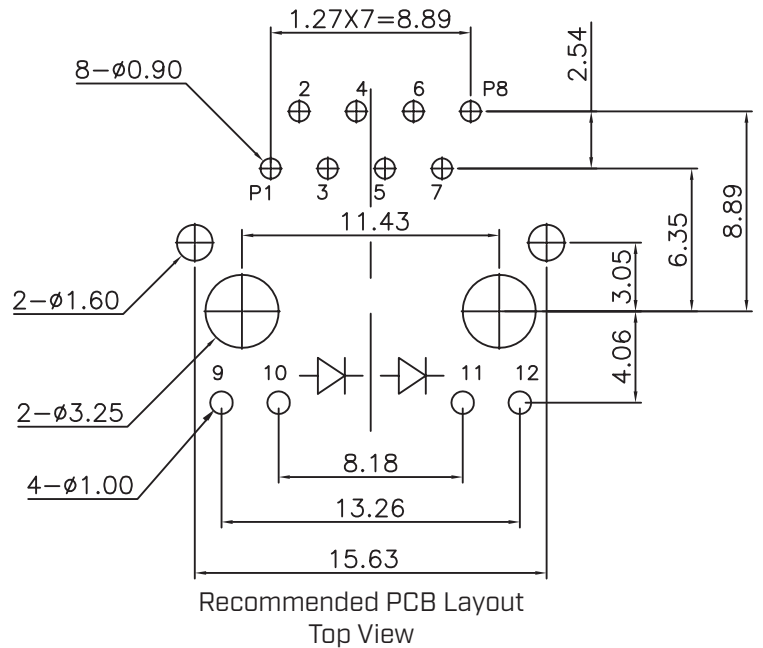 1.27X7=8.89
8-ø0.90
2 4 6 P8
2.54
P1 3 5 7
11.43
8.89
6.35
3.05
2-ø1.60
4.06
9 10 11 12
2-ø3.25
8.18
4-ø1.00
13.26
15.63
Recommended PCB Layout
Top View